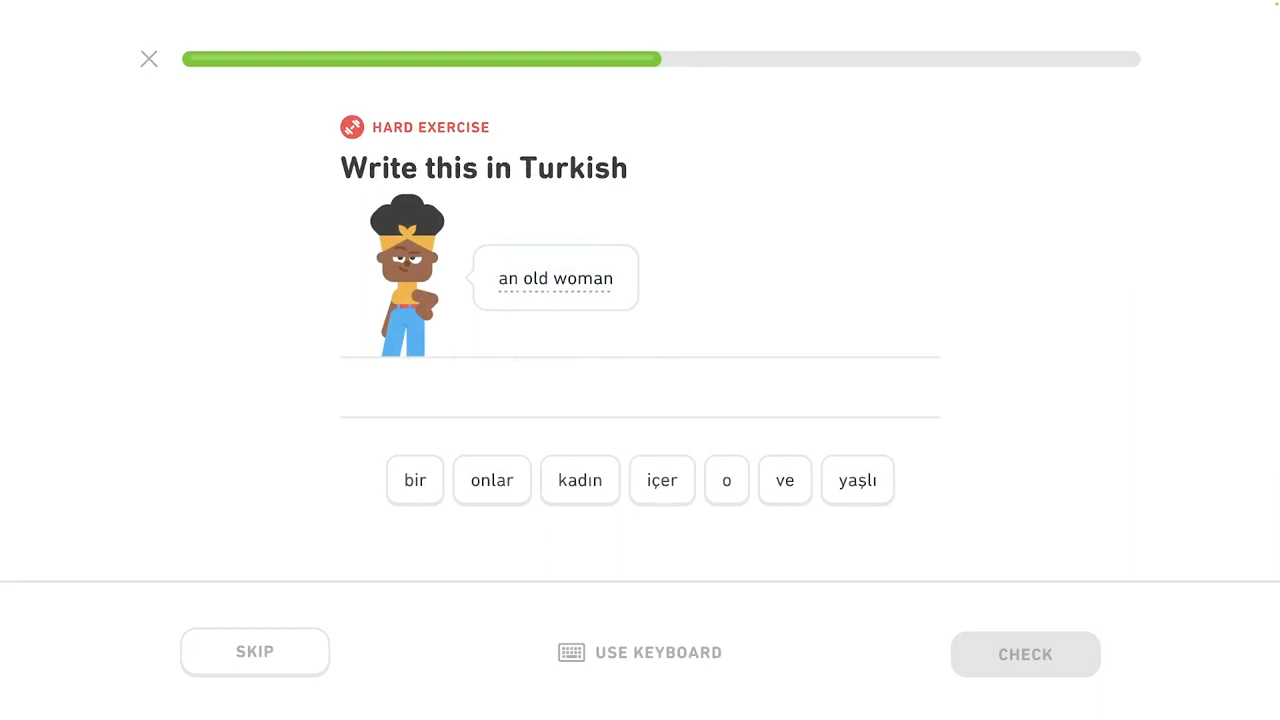 HARD EXERCISE
Write this in Turkish
an old woman
bir onlar kadın içer o ve yaşlı
SKIP USE KEYBOARD CHECK